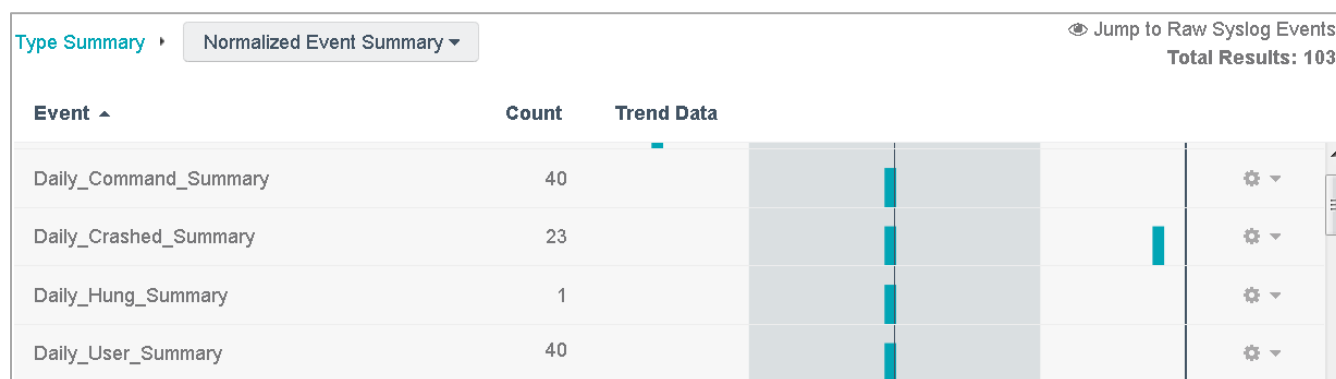 Type Summary
Normalized Event Summary
Jump to Raw Syslog Events
Total Results: 103
Event Count Trend Data
Daily_Command_Summary 40
Daily_Crashed_Summary 23
Daily_Hung_Summary 1
Daily_User_Summary 40